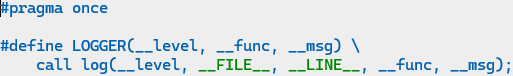 #pragma once
#define LOGGER(__level, __func, __msg) \
call log(__level, __FILE__, __LINE__, __func, __msg);